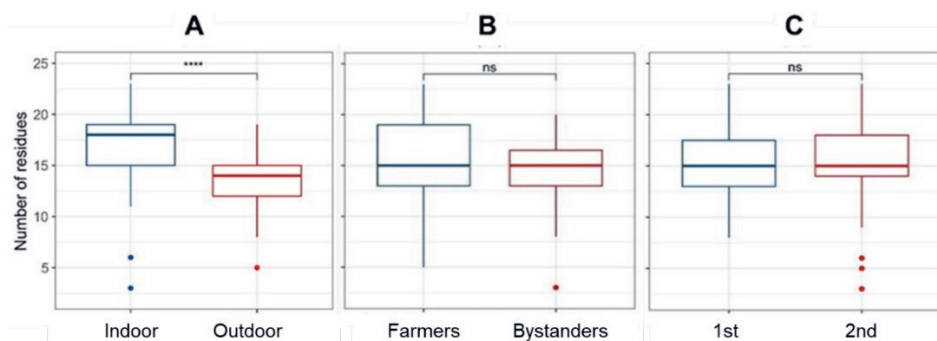 A
B
C
Number of residues
25
20
15
10
5
****
ns
ns
Indoor
Outdoor
Farmers
Bystanders
1st
2nd